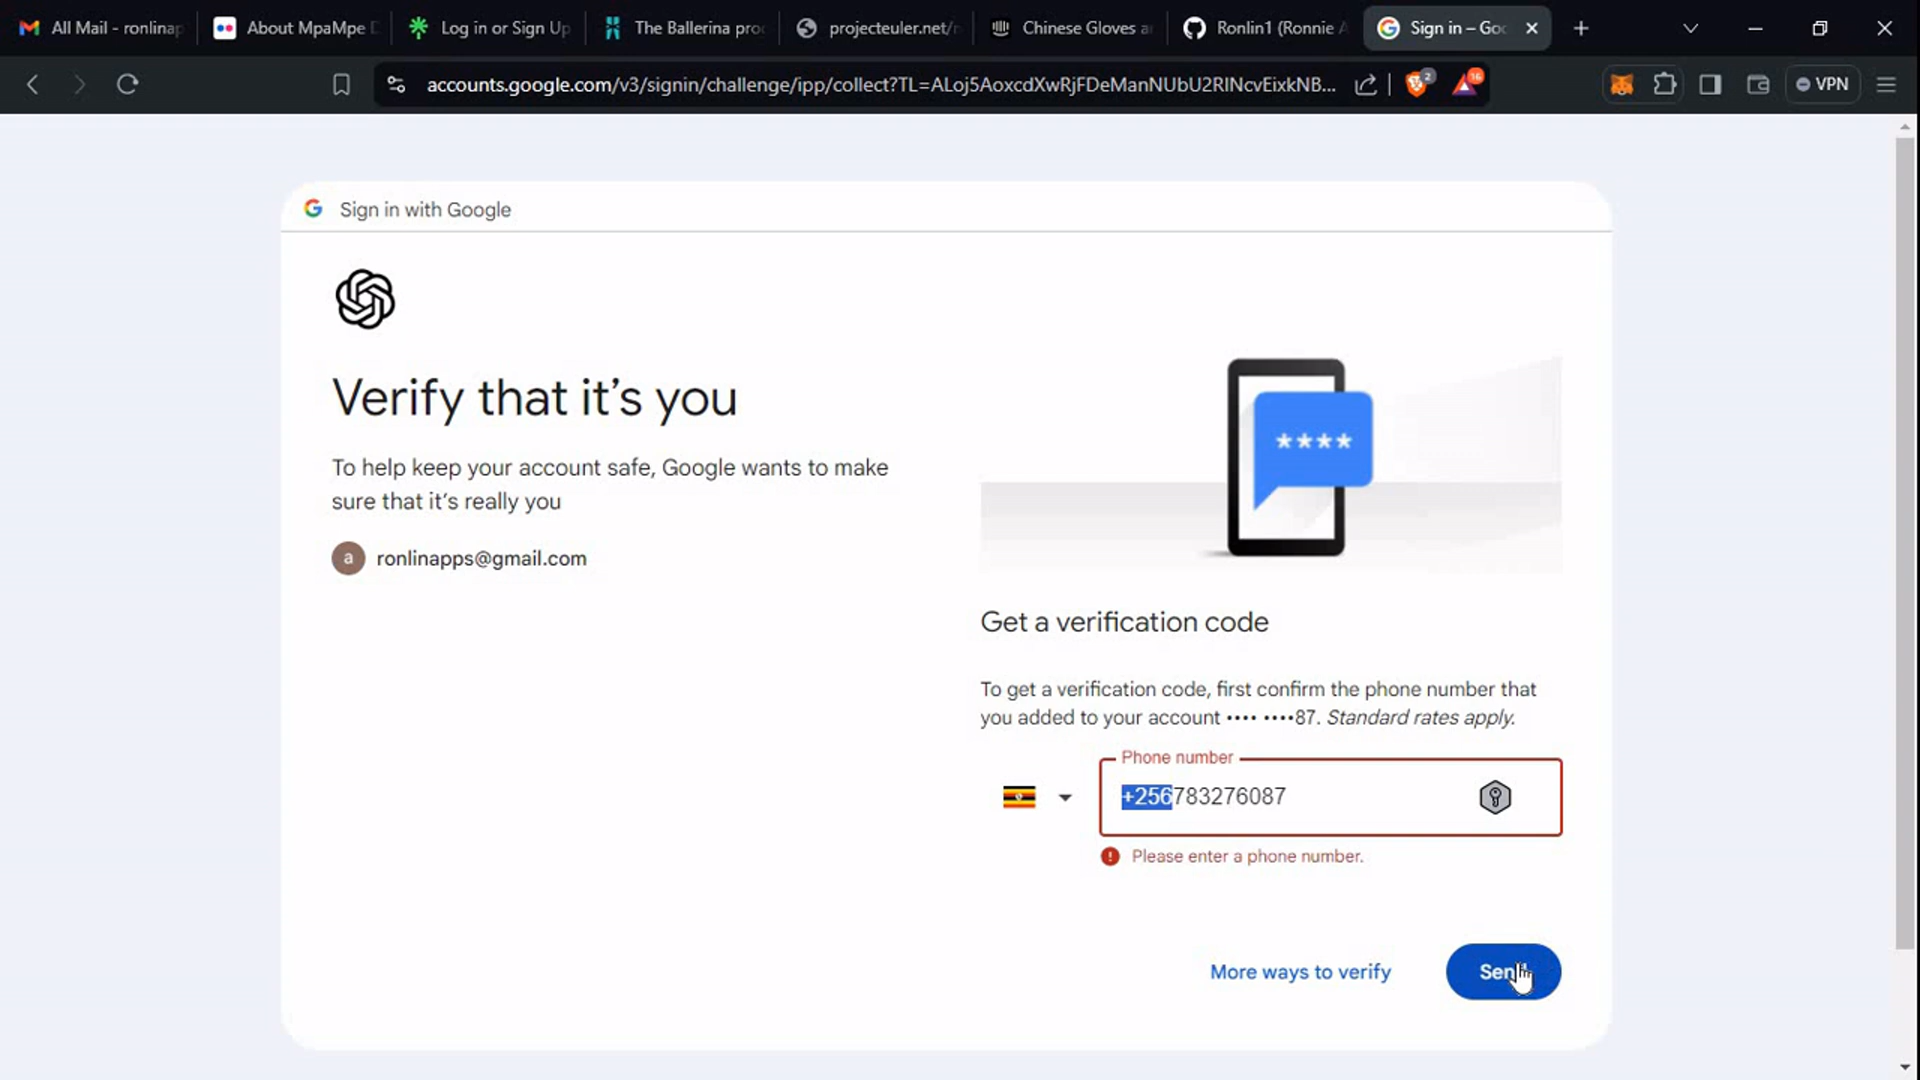 All Mail - ronlinap
About MpaMpe
Log in or Sign Up
The Ballerina pro
projecteuler.net/
Chinese Gloves a
Ronlin1 (Ronnie A
Sign in – Goo
accounts.google.com/v3/signin/challenge/ipp/collect?TL=ALoj5AoxcdXwRjFDeManNUbU2RINcvEixkNB...
2
16
VPN
Sign in with Google
Verify that it's you
To help keep your account safe, Google wants to make
sure that it's really you
a ronlinapps@gmail.com
****
Get a verification code
To get a verification code, first confirm the phone number that
you added to your account •••• ••••87. Standard rates apply.
Phone number
+256783276087
Please enter a phone number.
More ways to verify
Send